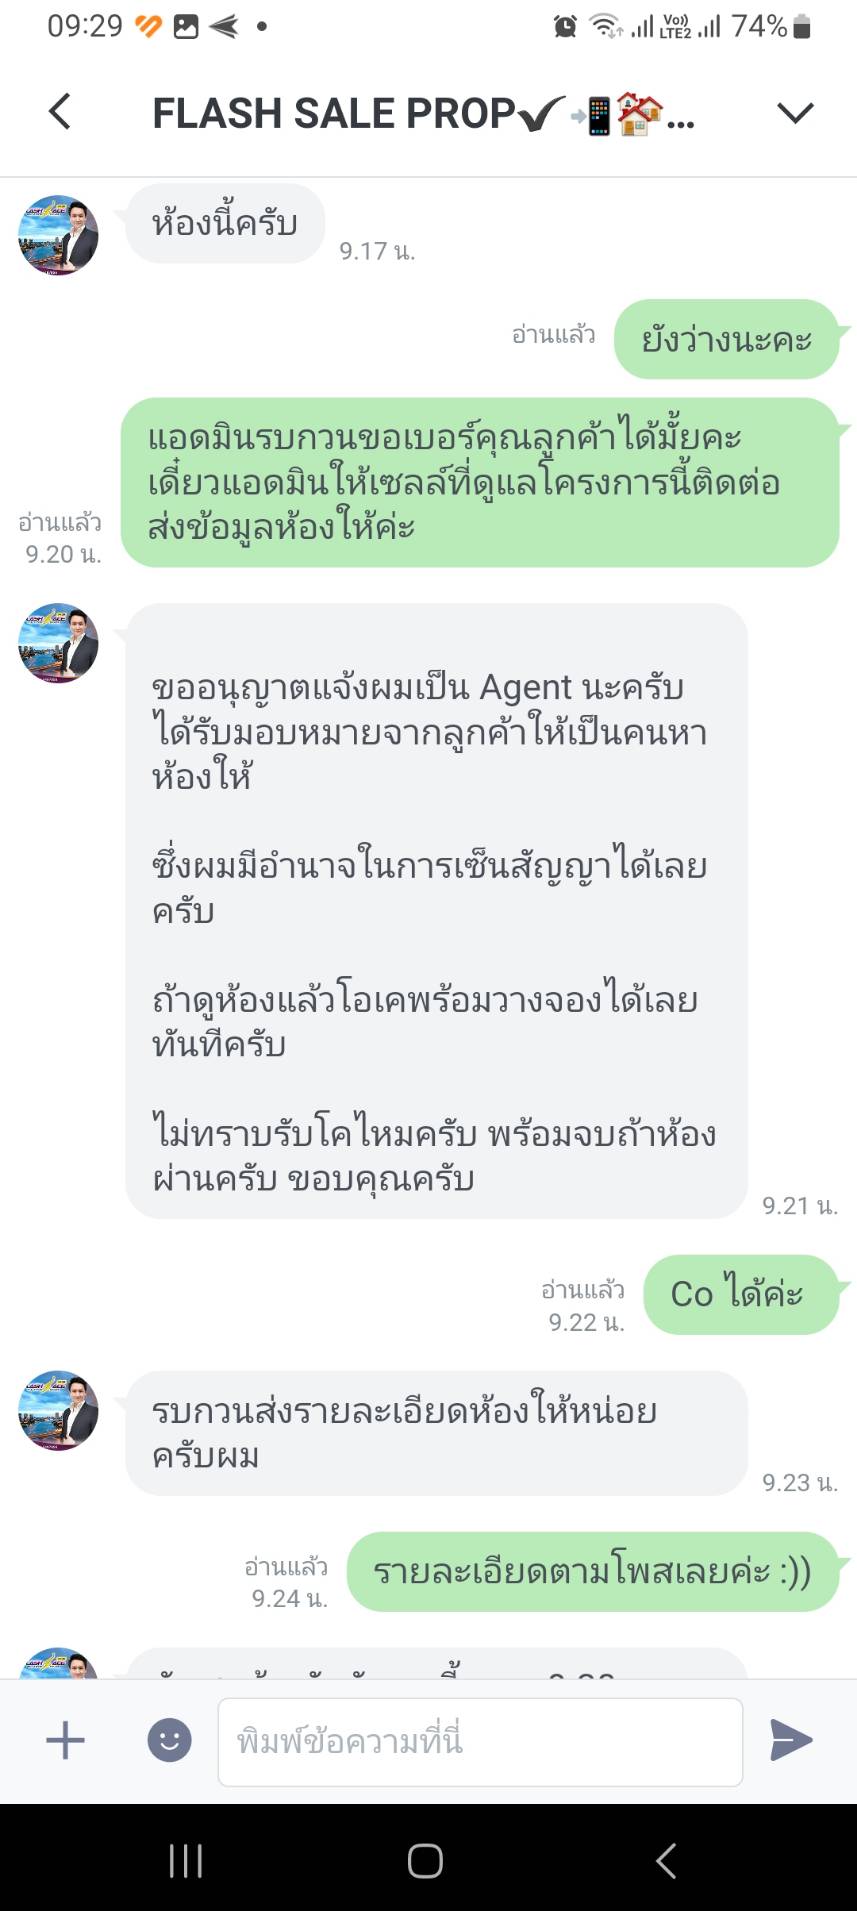 09:29
Vo))
LTE2
74%
FLASH SALE PROP✔️📲🏘️...
ห้องนี้ครับ
9.17 น.
อ่านแล้ว
ยังว่างนะคะ
แอดมินรบกวนขอเบอร์คุณลูกค้าได้มั้ยคะ
เดี๋ยวแอดมินให้เซลล์ที่ดูแลโครงการนี้ติดต่อ
ส่งข้อมูลห้องให้ค่ะ
อ่านแล้ว
9.20 น.
ขออนุญาตแจ้งผมเป็น Agent นะครับ
ได้รับมอบหมายจากลูกค้าให้เป็นคนหา
ห้องให้
ซึ่งผมมีอำนาจในการเซ็นสัญญาได้เลย
ครับ
ถ้าดูห้องแล้วโอเคพร้อมวางจองได้เลย
ทันทีครับ
ไม่ทราบรับโคไหมครับ พร้อมจบถ้าห้อง
ผ่านครับ ขอบคุณครับ
9.21 น.
อ่านแล้ว
9.22 น.
Co ได้ค่ะ
รบกวนส่งรายละเอียดห้องให้หน่อย
ครับผม
9.23 น.
อ่านแล้ว
9.24 น.
รายละเอียดตามโพสเลยค่ะ :))
พิมพ์ข้อความที่นี่